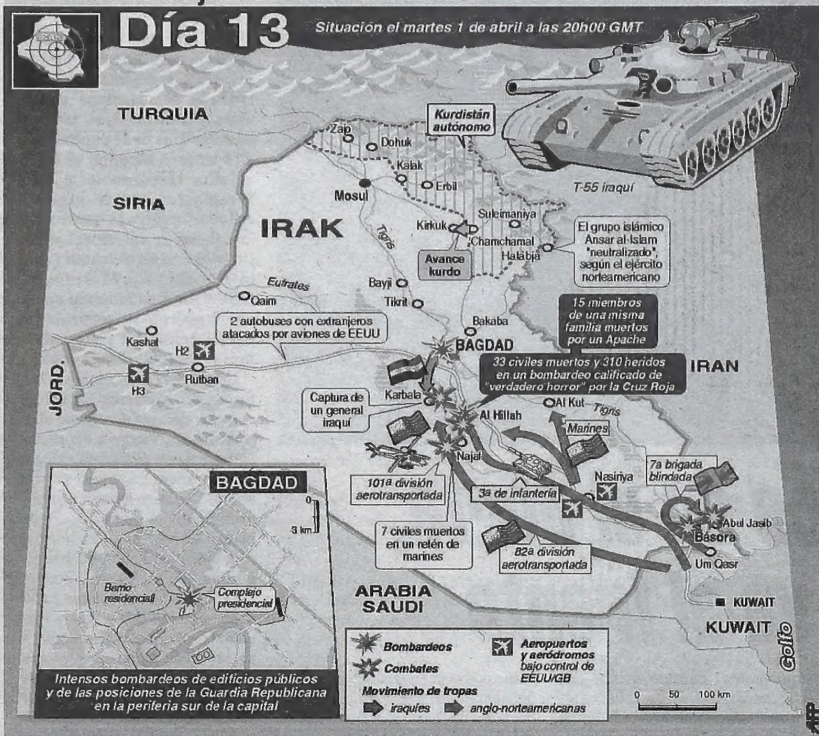 Día 13
Situación el martes 1 de abril a las 20h00 GMT
TURQUIA
SIRIA
IRAK
IRAN
JORD.
ARABIA
SAUDI
KUWAIT
KUWAIT
Golfo
T-55 iraquí
Kurdistán
autónomo
Zajo
Dohuk
Kalak
Mosul
Erbil
Kirkuk
Suleimaniya
Chamchamal
Halabja
Avance
kurdo
El grupo islámico
Ansar al-Islam
"neutralizado",
según el ejército
norteamericano
Tigris
Eufrates
Bayji
Tikrit
Qaim
Bakaba
2 autobuses con extranjeros
atacados por aviones de EEUU
15 miembros
de una misma
familia muertos
por un Apache
Kashat
H2
H3
Rutban
BAGDAD
33 civiles muertos y 310 heridos
en un bombardeo calificado de
"verdadero horror" por la Cruz Roja
Captura de
un general
iraquí
Karbala
Al Hillah
Al Kut
Tigris
Marines
Najaf
101ª división
aerotransportada
3ª de infantería
Nasiriya
7ª brigada
blindada
Abul Jasib
Básora
Um Qasr
7 civiles muertos
en un retén de
marines
82ª división
aerotransportada
BAGDAD
0
3 km
Barrio
residencial
Complejo
presidencial
Intensos bombardeos de edificios públicos
y de las posiciones de la Guardia Republicana
en la periferia sur de la capital
Bombardeos
Combates
Aeropuertos
y aeródromos
bajo control de
EEUU/GB
Movimiento de tropas
iraquíes
anglo-norteamericanas
0 50 100 km
AFP